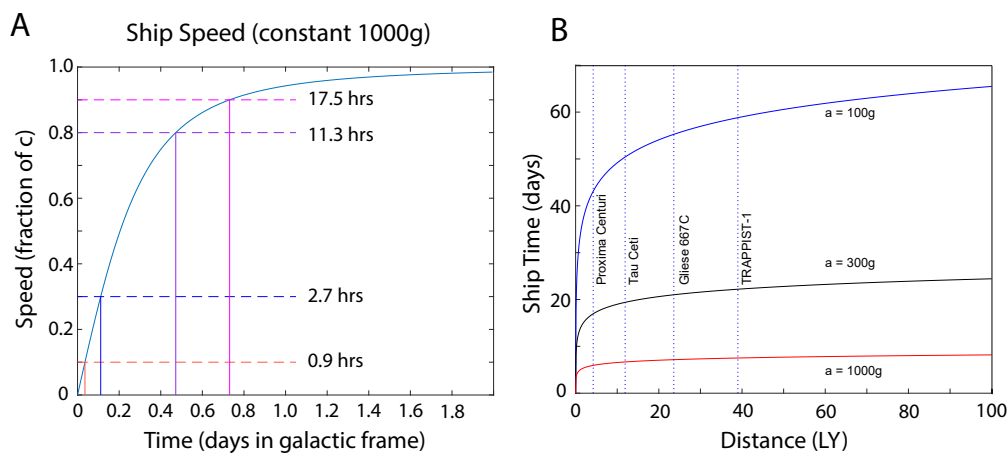 A
Ship Speed (constant 1000g)
Speed (fraction of c)
1.0
0.8
0.6
0.4
0.2
0
17.5 hrs
11.3 hrs
2.7 hrs
0.9 hrs
0 0.2 0.4 0.6 0.8 1.0 1.2 1.4 1.6 1.8
Time (days in galactic frame)
B
Ship Time (days)
60
40
20
0
a = 100g
Proxima Centuri
Tau Ceti
Gliese 667C
TRAPPIST-1
a = 300g
a = 1000g
0 20 40 60 80 100
Distance (LY)